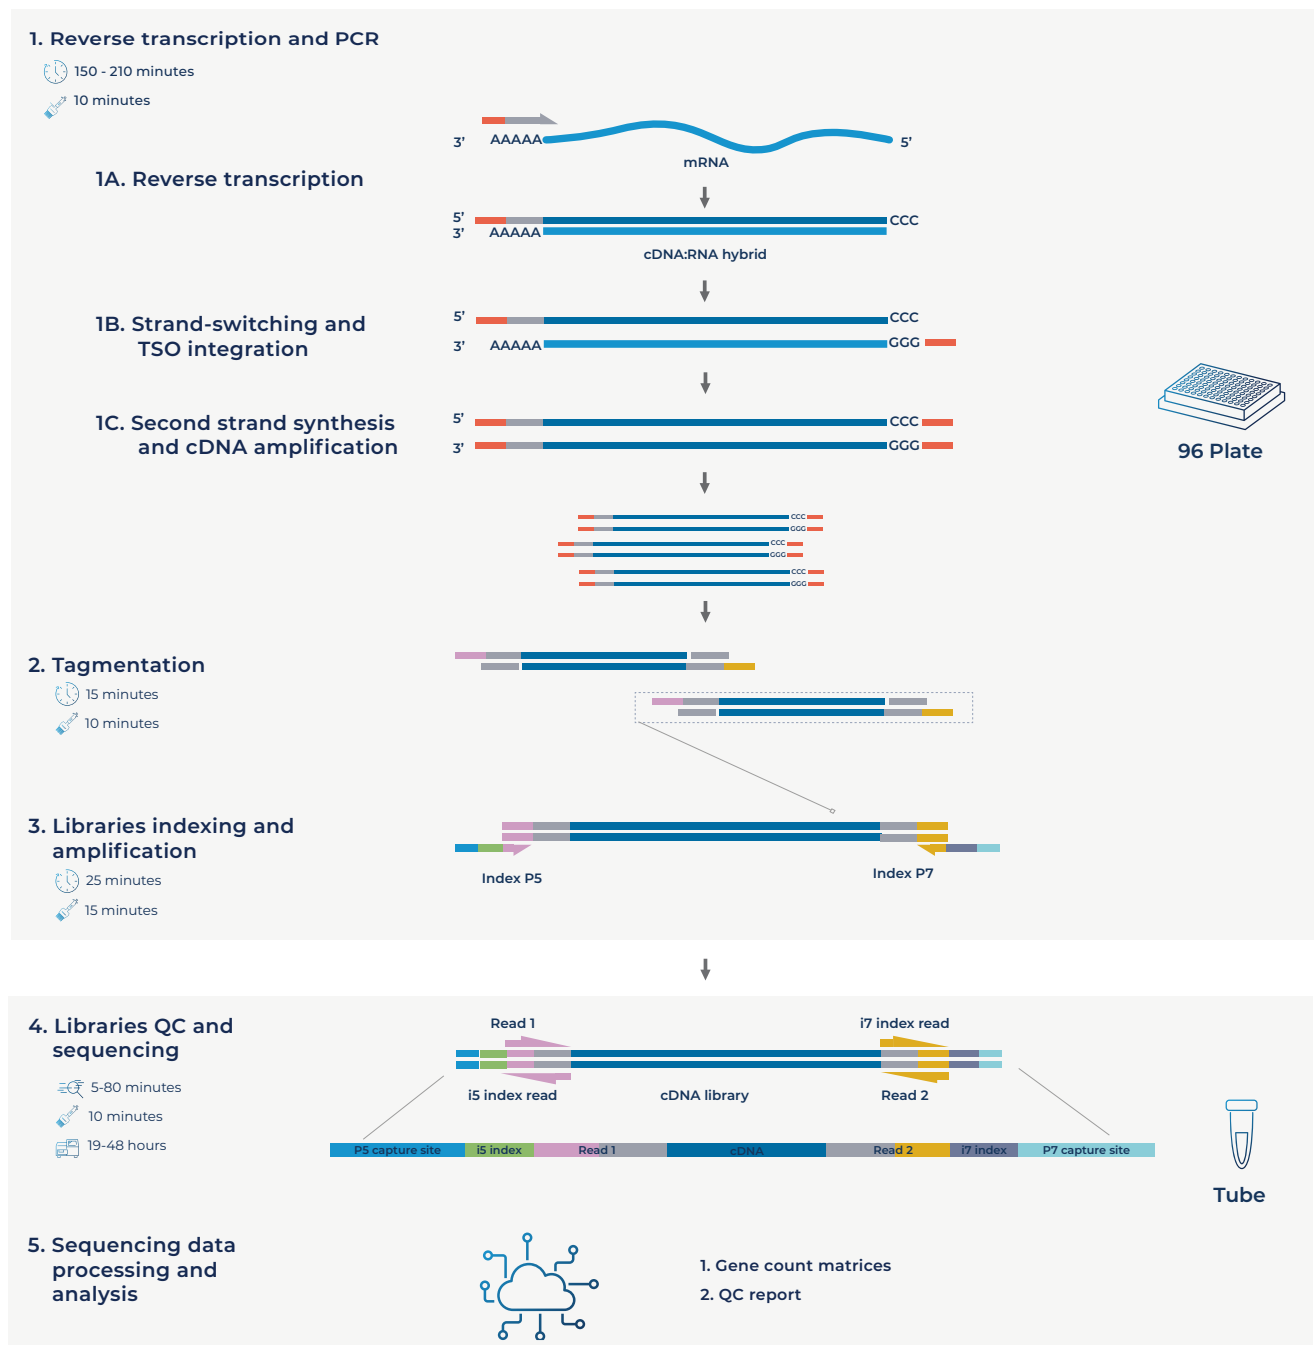 1. Reverse transcription and PCR
150 - 210 minutes
10 minutes
3’ AAAAA 5’
mRNA
1A. Reverse transcription
5’ CCC
3’ AAAAA
cDNA:RNA hybrid
1B. Strand-switching and
TSO integration
5’ CCC
3’ AAAAA GGG
1C. Second strand synthesis
and cDNA amplification
5’ CCC
3’ GGG
96 Plate
CCC
GGG
CCC
GGG
CCC
GGG
2. Tagmentation
15 minutes
10 minutes
3. Libraries indexing and
amplification
25 minutes
15 minutes
Index P5
Index P7
4. Libraries QC and
sequencing
5-80 minutes
10 minutes
19-48 hours
Read 1
i7 index read
i5 index read
cDNA library
Read 2
P5 capture site
i5 index
Read 1
cDNA
Read 2
i7 index
P7 capture site
Tube
5. Sequencing data
processing and
analysis
1. Gene count matrices
2. QC report